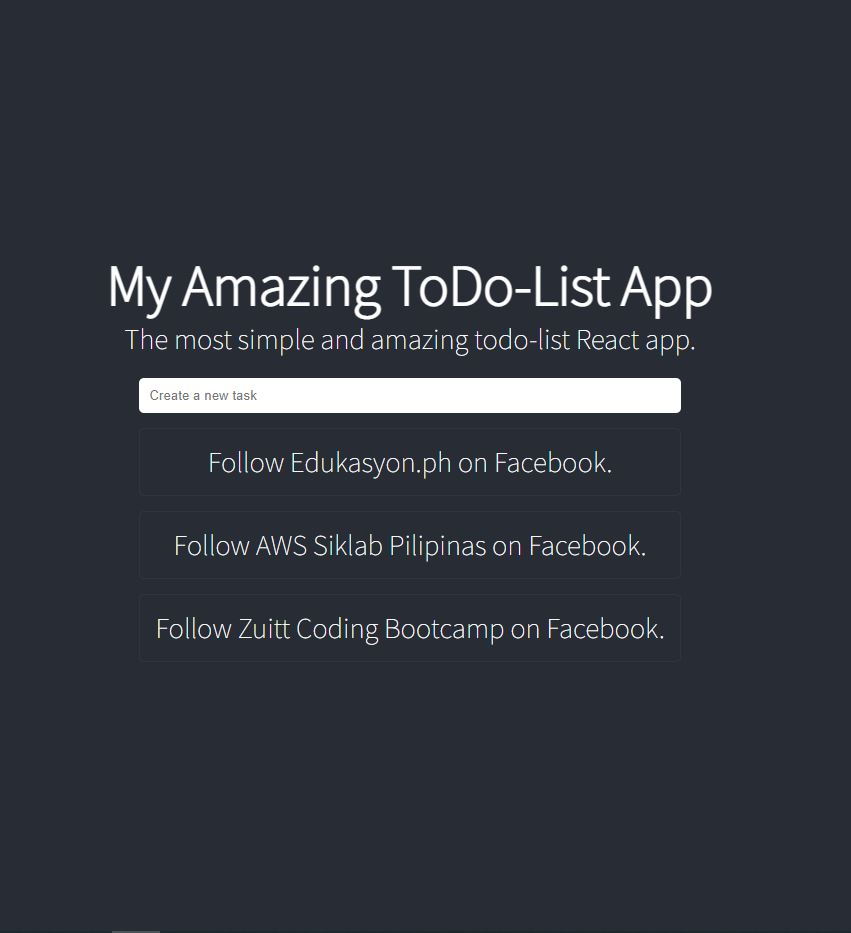 My Amazing ToDo-List App
The most simple and amazing todo-list React app.
Create a new task
Follow Edukasyon.ph on Facebook.
Follow AWS Siklab Pilipinas on Facebook.
Follow Zuitt Coding Bootcamp on Facebook.